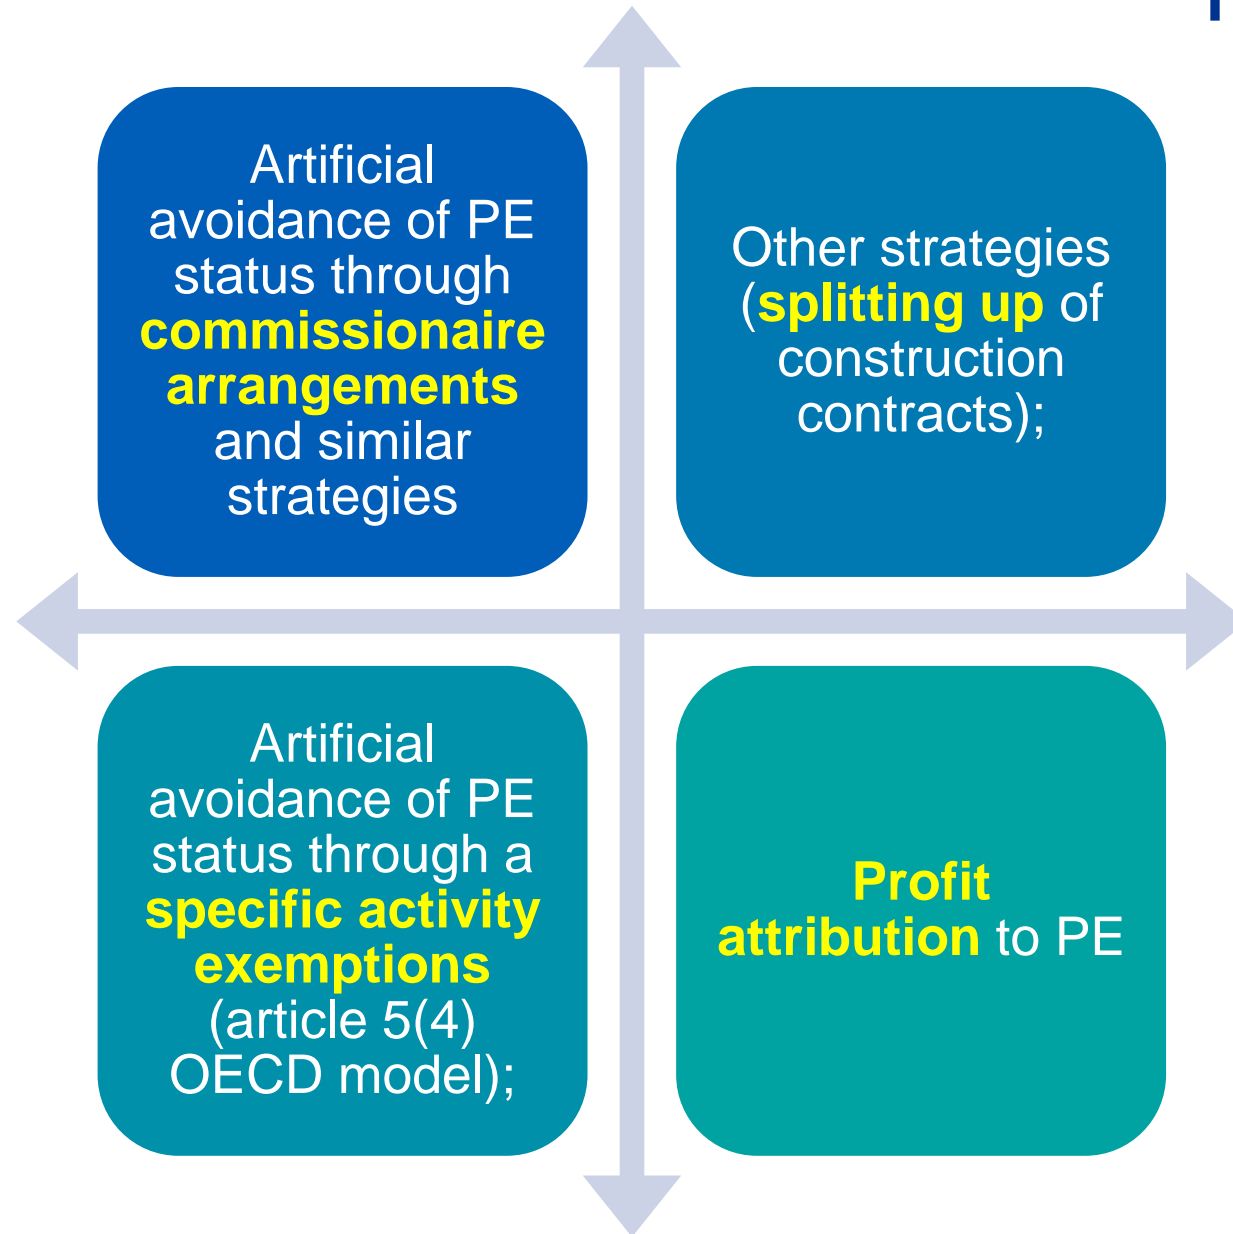 Artificial
avoidance of PE
status through
commissionaire
arrangements
and similar
strategies
Other strategies
(splitting up of
construction
contracts);
Artificial
avoidance of PE
status through a
specific activity
exemptions
(article 5(4)
OECD model);
Profit
attribution to PE